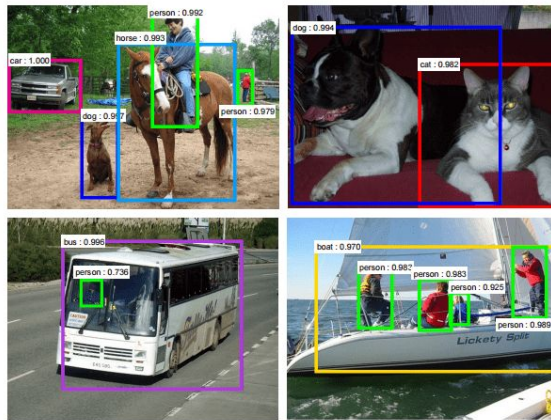 person : 0.992
horse : 0.993
car : 1.000
person : 0.979
dog : 0.997
dog : 0.994
cat : 0.982
bus : 0.996
person : 0.736
boat : 0.970
person : 0.983
person : 0.983
person : 0.925
person : 0.989
Lickety Split